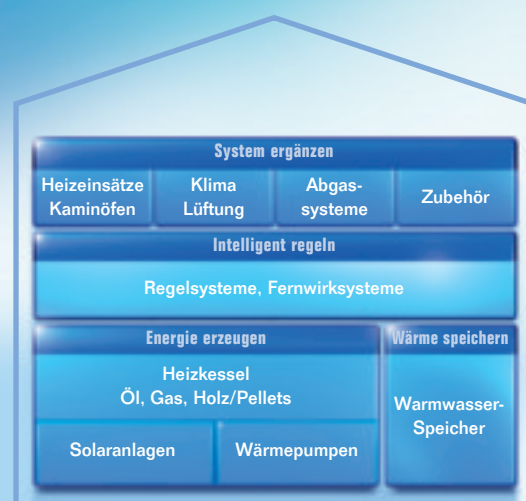 System ergänzen
Heizeinsätze
Kaminöfen
Klima
Lüftung
Abgas-
systeme
Zubehör
Intelligent regeln
Regelsysteme, Fernwirksysteme
Energie erzeugen
Heizkessel
Öl, Gas, Holz/Pellets
Solaranlagen
Wärmepumpen
Wärme speichern
Warmwasser-
Speicher